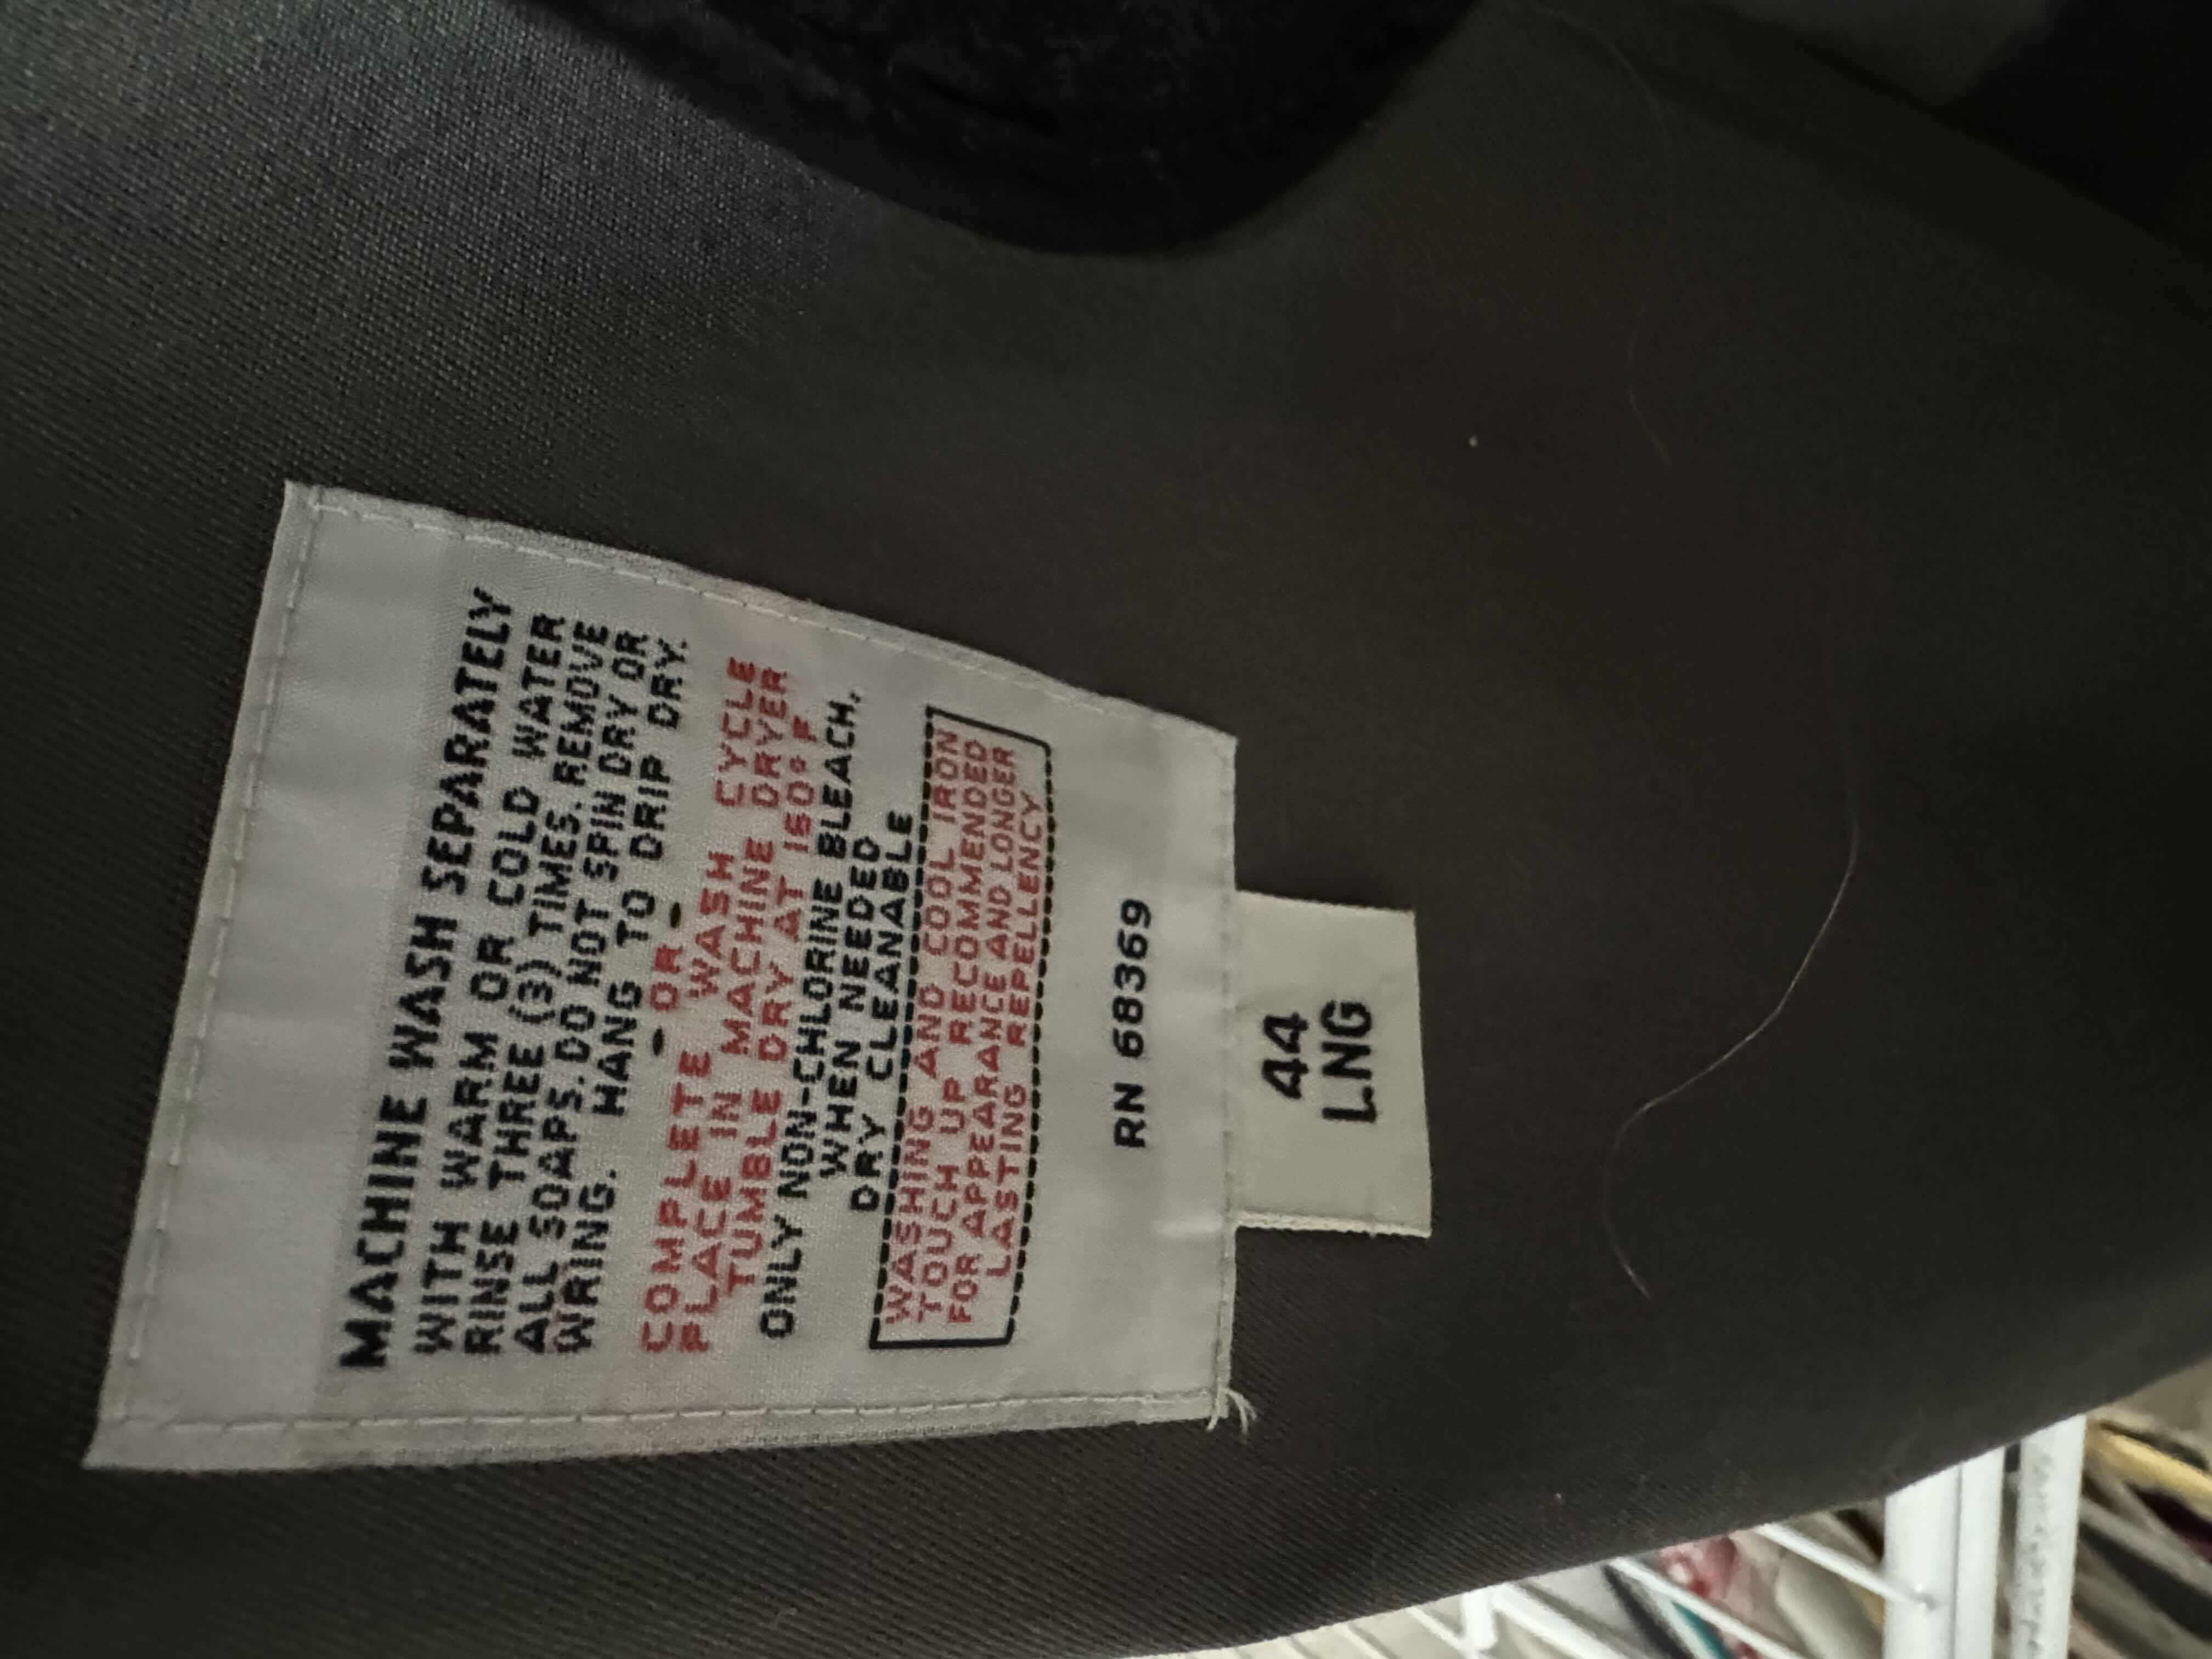 MACHINE WASH SEPARATELY
WITH WARM OR COLD WATER
RINSE THREE (3) TIMES. REMOVE
ALL SOAPS. DO NOT SPIN DRY OR
WRING. HANG TO DRIP DRY.
- OR -
COMPLETE WASH CYCLE
PLACE IN MACHINE DRYER
TUMBLE DRY AT 160° F.
ONLY NON-CHLORINE BLEACH,
WHEN NEEDED
DRY CLEANABLE
WASHING AND COOL IRON
TOUCH UP RECOMMENDED
FOR APPEARANCE AND LONGER
LASTING REPELLENCY
RN 68369
44
LNG